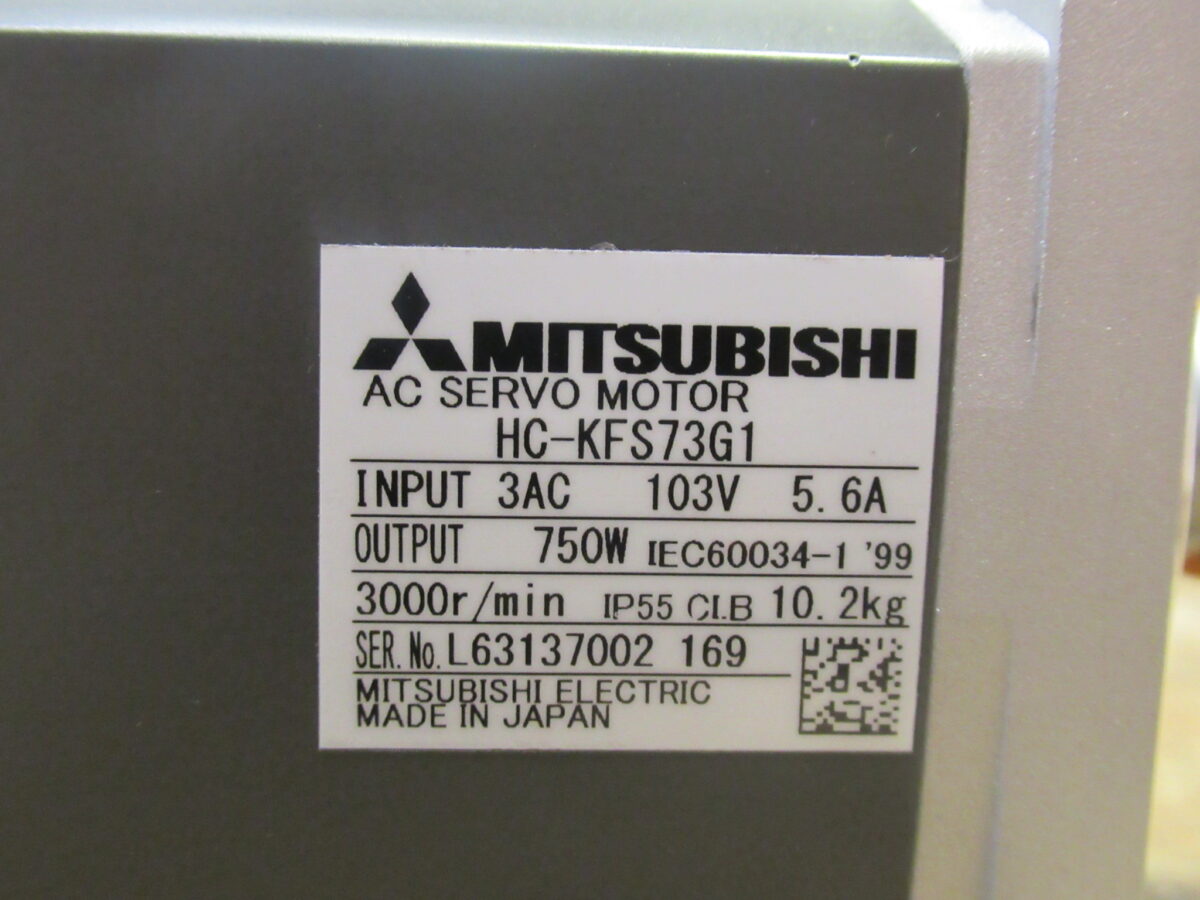 MITSUBISHI
AC SERVO MOTOR
HC-KFS73G1
INPUT 3AC 103V 5.6A
OUTPUT 750W IEC60034-1 '99
3000r/min IP55 CI.B 10.2kg
SER.No.L63137002 169
MITSUBISHI ELECTRIC
MADE IN JAPAN